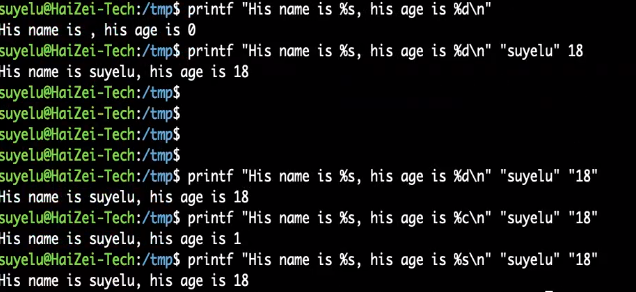 suyelu@HaiZei-Tech:/tmp$ printf "His name is %s, his age is %d\n"
His name is , his age is 0
suyelu@HaiZei-Tech:/tmp$ printf "His name is %s, his age is %d\n" "suyelu" 18
His name is suyelu, his age is 18
suyelu@HaiZei-Tech:/tmp$
suyelu@HaiZei-Tech:/tmp$
suyelu@HaiZei-Tech:/tmp$
suyelu@HaiZei-Tech:/tmp$
suyelu@HaiZei-Tech:/tmp$ printf "His name is %s, his age is %d\n" "suyelu" "18"
His name is suyelu, his age is 18
suyelu@HaiZei-Tech:/tmp$ printf "His name is %s, his age is %c\n" "suyelu" "18"
His name is suyelu, his age is 1
suyelu@HaiZei-Tech:/tmp$ printf "His name is %s, his age is %s\n" "suyelu" "18"
His name is suyelu, his age is 18